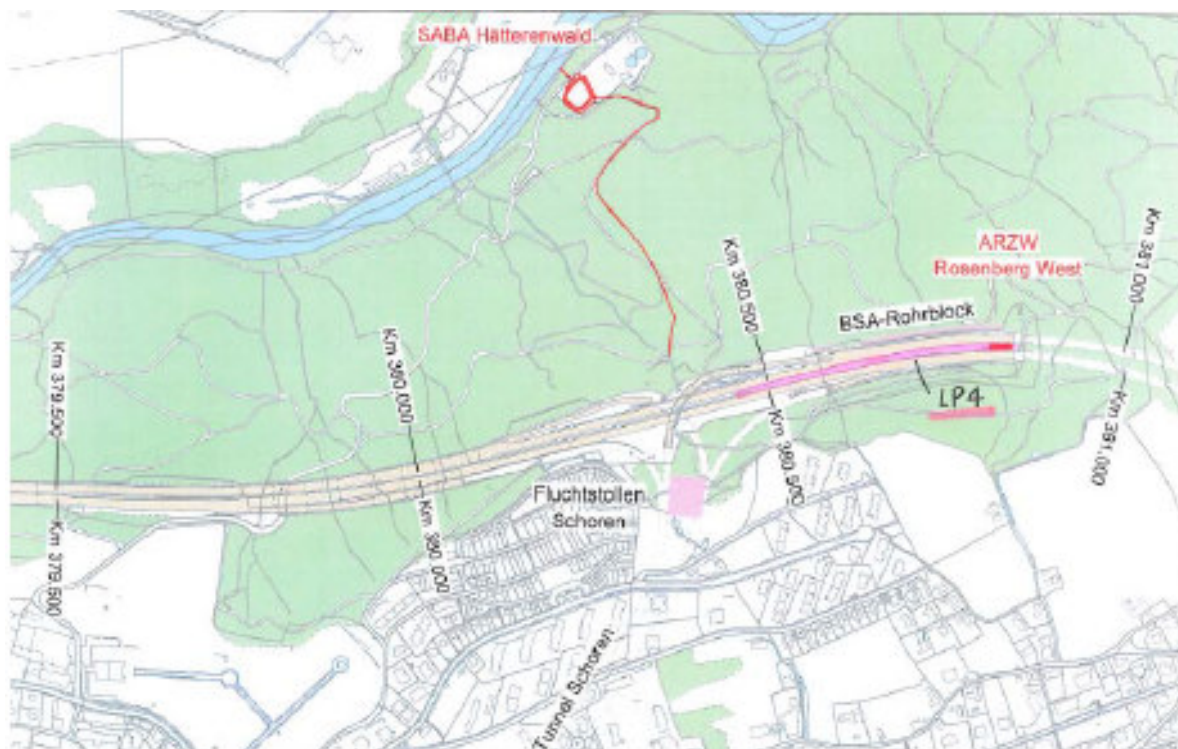 SABA Hätterenwald
ARZW
Rosenberg West
Km 381.000
Km 380.500
BSA-Rohrblock
Km 380.000
Km 379.500
LP4
Km 381.000
Km 380.500
Fluchtstollen
Schoren
Km 380.000
Km 379.500
Tunnel Schoren